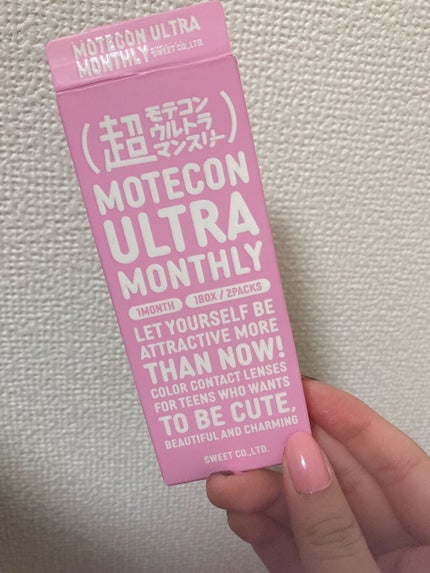 MOTECON ULTRA
MONTHLY
SWEET CO.,LTD.
(超 モテコン
ウルトラ
マンスリー)
MOTECON
ULTRA
MONTHLY
1MONTH 1BOX / 2PACKS
LET YOURSELF BE
ATTRACTIVE MORE
THAN NOW!
COLOR CONTACT LENSES
FOR TEENS WHO WANTS
TO BE CUTE,
BEAUTIFUL AND CHARMING
SWEET CO.,LTD.